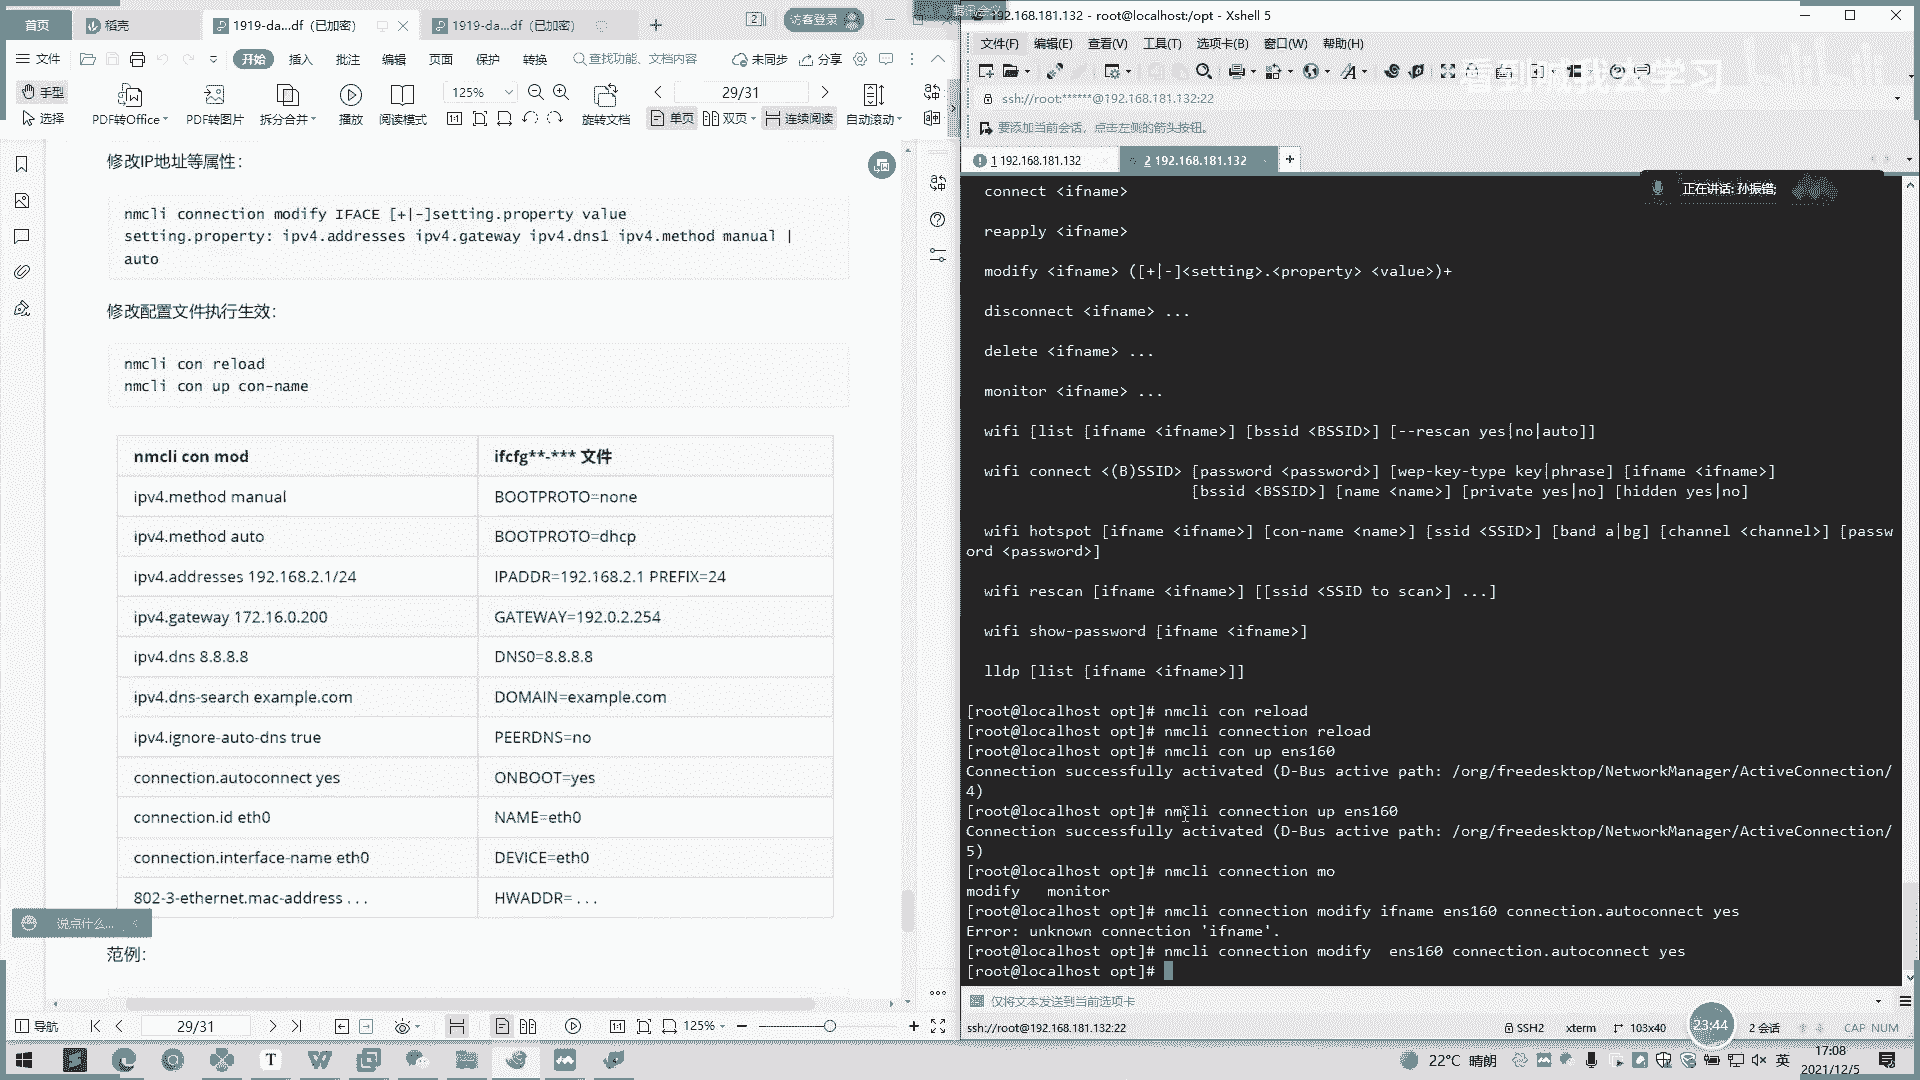 首页
稻壳
1919-da...df（已加密）
1919-da...df（已加密）
访客登录
文件
开始
插入
批注
编辑
页面
保护
转换
查找功能、文档内容
未同步
分享
手型
选择
PDF转Office
PDF转图片
拆分合并
播放
阅读模式
125%
29/31
旋转文档
单页
双页
连续阅读
自动滚动
修改IP地址等属性：
nmcli connection modify IFACE [+|-]setting.property value
setting.property: ipv4.addresses ipv4.gateway ipv4.dns1 ipv4.method manual |
auto
修改配置文件执行生效：
nmcli con reload
nmcli con up con-name
nmcli con mod	ifcfg**-*** 文件
ipv4.method manual	BOOTPROTO=none
ipv4.method auto	BOOTPROTO=dhcp
ipv4.addresses 192.168.2.1/24	IPADDR=192.168.2.1 PREFIX=24
ipv4.gateway 172.16.0.200	GATEWAY=192.0.2.254
ipv4.dns 8.8.8.8	DNS0=8.8.8.8
ipv4.dns-search example.com	DOMAIN=example.com
ipv4.ignore-auto-dns true	PEERDNS=no
connection.autoconnect yes	ONBOOT=yes
connection.id eth0	NAME=eth0
connection.interface-name eth0	DEVICE=eth0
802-3-ethernet.mac-address . . .	HWADDR= . . .
说点什么...
范例：
导航
29/31
125%
腾讯会议
192.168.181.132 - root@localhost:/opt - Xshell 5
文件(F) 编辑(E) 查看(V) 工具(T) 选项卡(B) 窗口(W) 帮助(H)
看到喊我去学习
ssh://root:******@192.168.181.132:22
要添加当前会话，点击左侧的箭头按钮。
1 192.168.181.132
2 192.168.181.132
正在讲话: 孙振锴;
connect <ifname>
reapply <ifname>
modify <ifname> ([+|-]<setting>.<property> <value>)+
disconnect <ifname> ...
delete <ifname> ...
monitor <ifname> ...
wifi [list [ifname <ifname>] [bssid <BSSID>] [--rescan yes|no|auto]]
wifi connect <(B)SSID> [password <password>] [wep-key-type key|phrase] [ifname <ifname>]
[bssid <BSSID>] [name <name>] [private yes|no] [hidden yes|no]
wifi hotspot [ifname <ifname>] [con-name <name>] [ssid <SSID>] [band a|bg] [channel <channel>] [passw
ord <password>]
wifi rescan [ifname <ifname>] [[ssid <SSID to scan>] ...]
wifi show-password [ifname <ifname>]
lldp [list [ifname <ifname>]]
[root@localhost opt]# nmcli con reload
[root@localhost opt]# nmcli connection reload
[root@localhost opt]# nmcli con up ens160
Connection successfully activated (D-Bus active path: /org/freedesktop/NetworkManager/ActiveConnection/
4)
[root@localhost opt]# nmcli connection up ens160
Connection successfully activated (D-Bus active path: /org/freedesktop/NetworkManager/ActiveConnection/
5)
[root@localhost opt]# nmcli connection mo
modify   monitor
[root@localhost opt]# nmcli connection modify ifname ens160 connection.autoconnect yes
Error: unknown connection 'ifname'.
[root@localhost opt]# nmcli connection modify  ens160 connection.autoconnect yes
[root@localhost opt]#
仅将文本发送到当前选项卡
ssh://root@192.168.181.132:22
SSH2
xterm
103x40
23:44
2 会话
CAP NUM
22°C 晴朗
英
17:08
2021/12/5